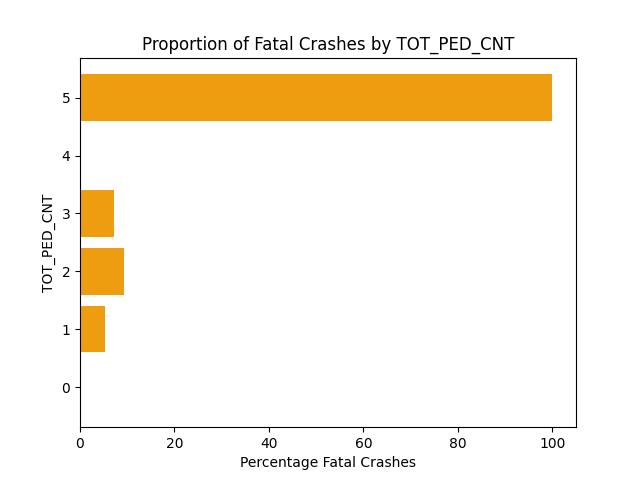 Proportion of Fatal Crashes by TOT_PED_CNT
5
4
3
2
1
0
TOT_PED_CNT
0 20 40 60 80 100
Percentage Fatal Crashes